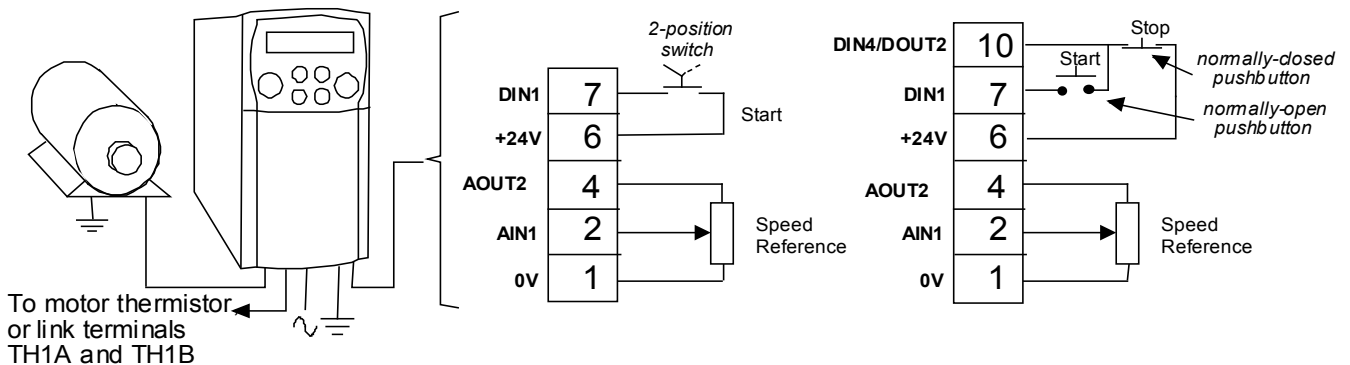 To motor thermistor
or link terminals
TH1A and TH1B
2-position
switch
DIN1 7
Start
+24V 6
AOUT2 4
AIN1 2
Speed
Reference
0V 1
Stop
DIN4/DOUT2 10
normally-closed
pushbutton
Start
DIN1 7
normally-open
pushbutton
+24V 6
AOUT2 4
AIN1 2
Speed
Reference
0V 1